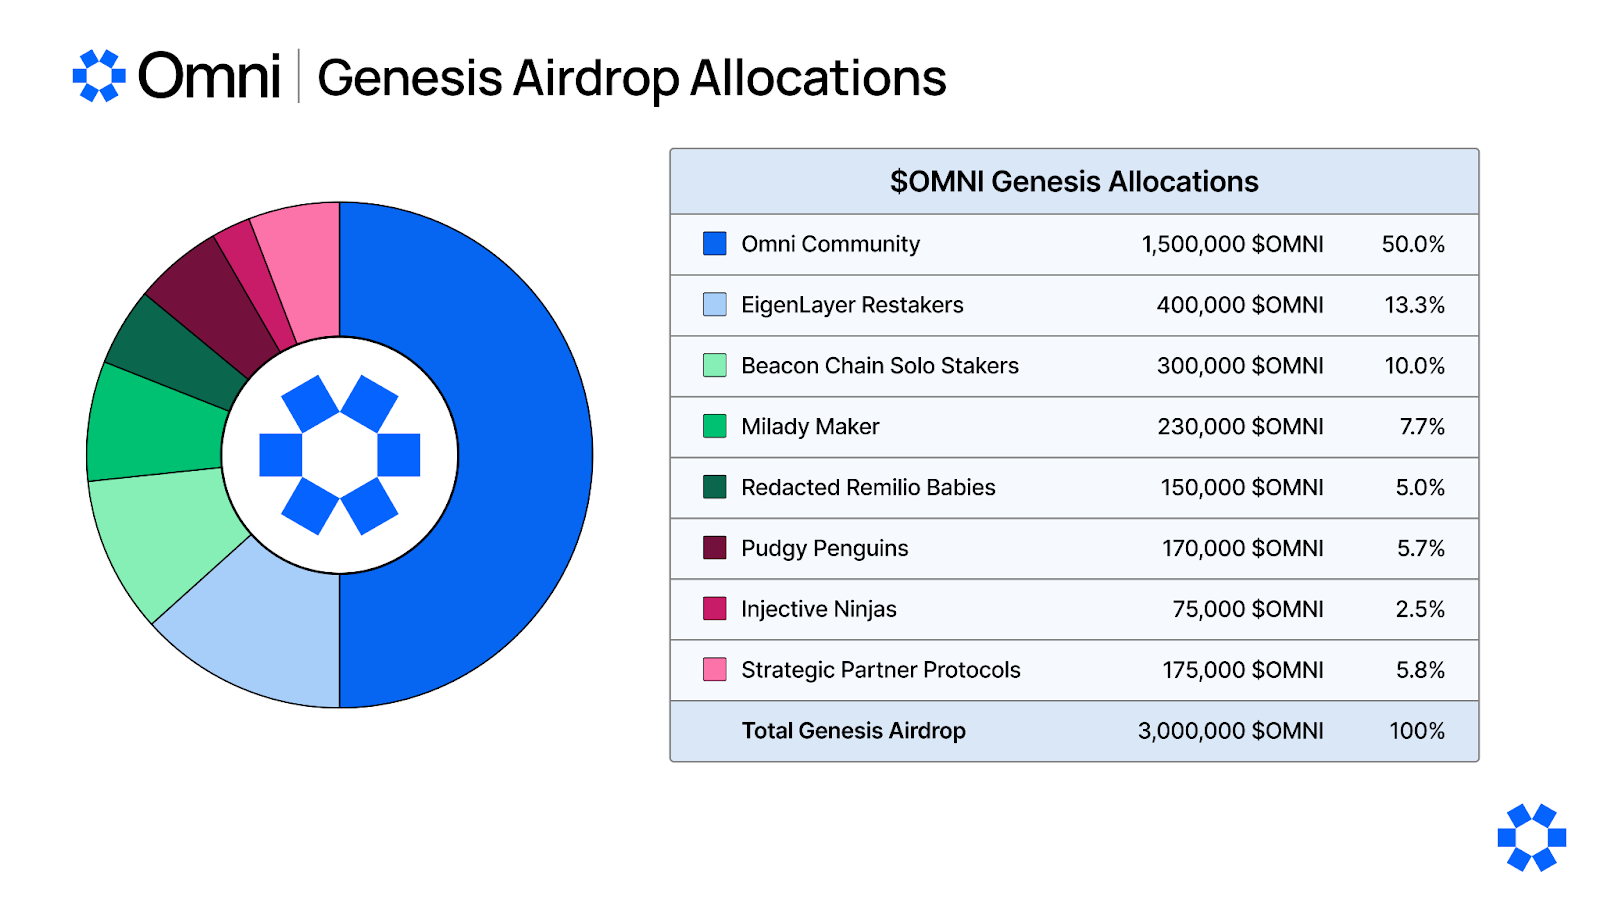 Omni | Genesis Airdrop Allocations
$OMNI Genesis Allocations
Omni Community 1,500,000 $OMNI 50.0%
EigenLayer Restakers 400,000 $OMNI 13.3%
Beacon Chain Solo Stakers 300,000 $OMNI 10.0%
Milady Maker 230,000 $OMNI 7.7%
Redacted Remilio Babies 150,000 $OMNI 5.0%
Pudgy Penguins 170,000 $OMNI 5.7%
Injective Ninjas 75,000 $OMNI 2.5%
Strategic Partner Protocols 175,000 $OMNI 5.8%
Total Genesis Airdrop 3,000,000 $OMNI 100%